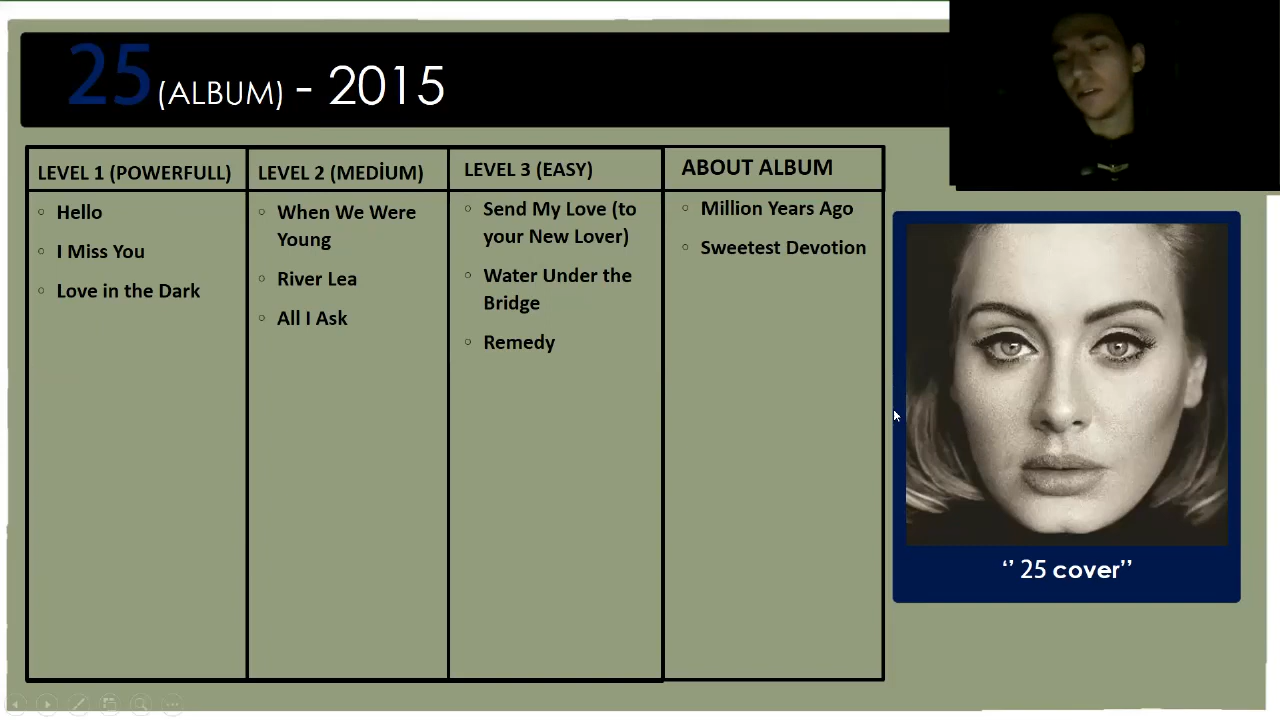 25 (ALBUM) - 2015
LEVEL 1 (POWERFULL)
Hello
I Miss You
Love in the Dark
LEVEL 2 (MEDİUM)
When We Were
Young
River Lea
All I Ask
LEVEL 3 (EASY)
Send My Love (to
your New Lover)
Water Under the
Bridge
Remedy
ABOUT ALBUM
Million Years Ago
Sweetest Devotion
‘’ 25 cover’’